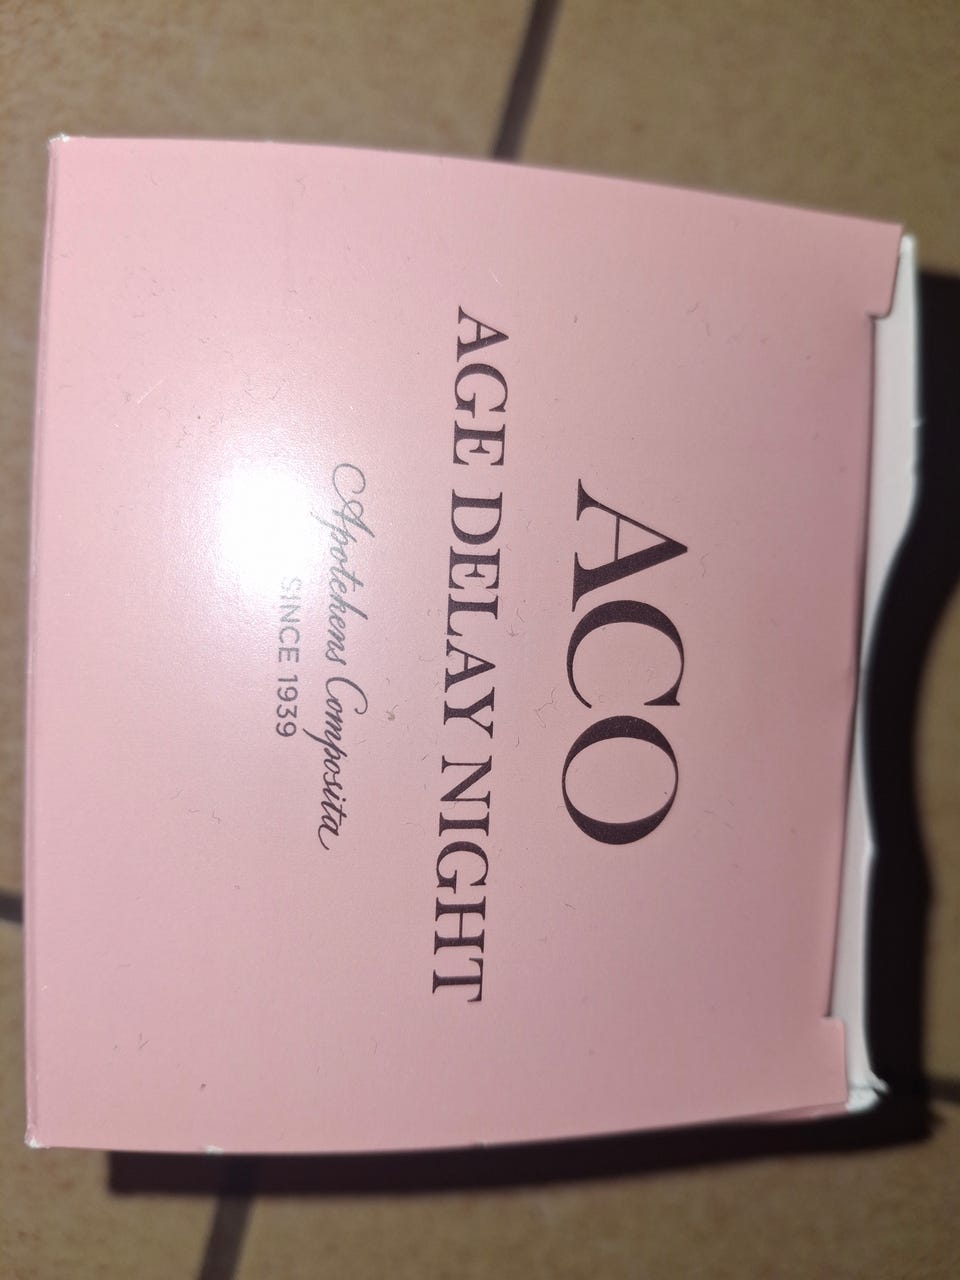 ACO
AGE DELAY NIGHT
Apotekens Composita
SINCE 1939